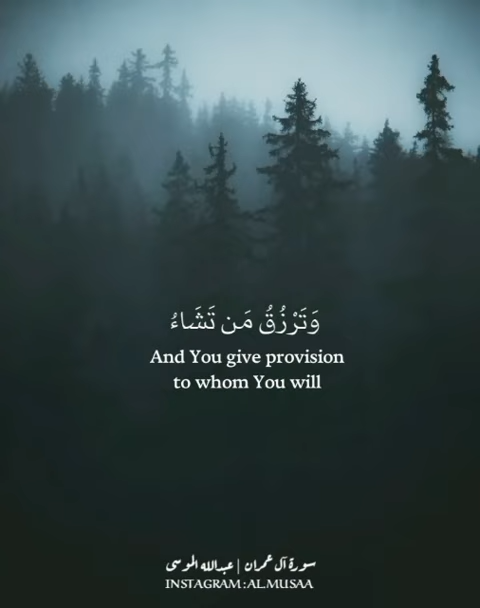 وَتَرْزُقُ مَن تَشَاءُ
And You give provision
to whom You will
سورة آل عمران | عبدالله الموسى
INSTAGRAM:AL.MUSAA